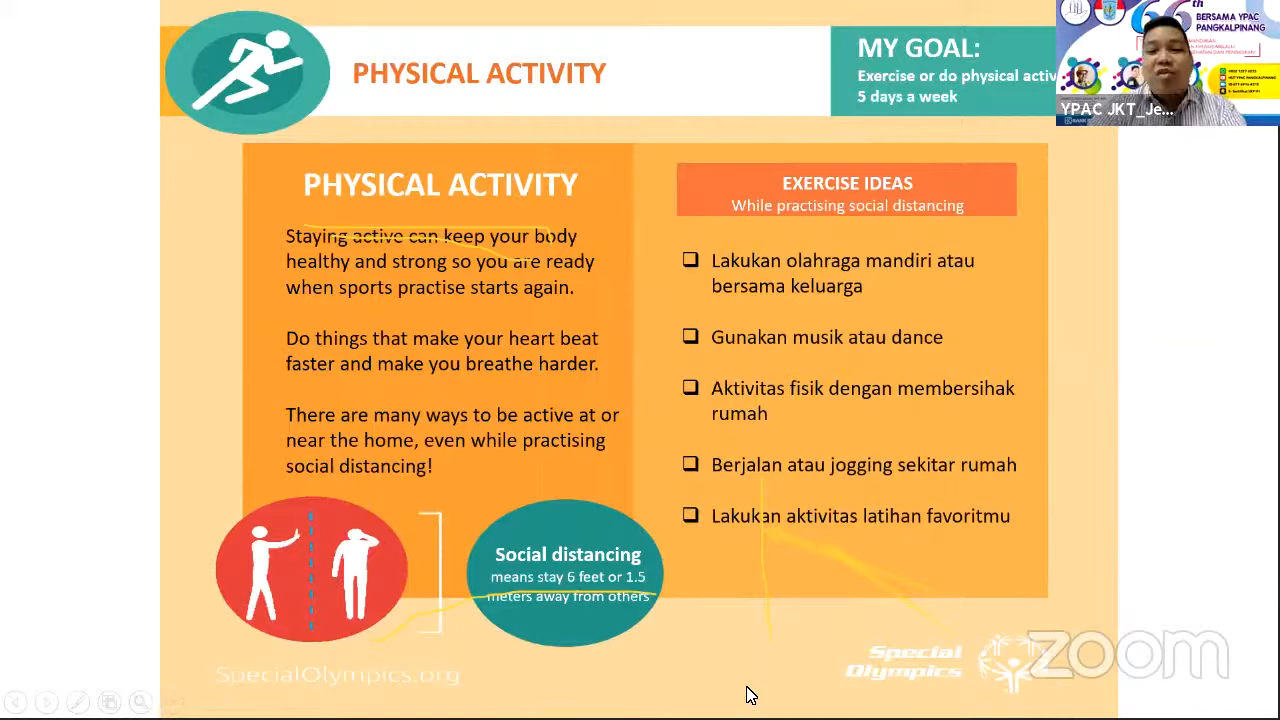 PHYSICAL ACTIVITY
MY GOAL:
Exercise or do physical activ
5 days a week
BERSAMA YPAC
PANGKALPINANG
YPAC JKT_Je...
PHYSICAL ACTIVITY
Staying active can keep your body
healthy and strong so you are ready
when sports practise starts again.
Do things that make your heart beat
faster and make you breathe harder.
There are many ways to be active at or
near the home, even while practising
social distancing!
EXERCISE IDEAS
While practising social distancing
❑ Lakukan olahraga mandiri atau
bersama keluarga
❑ Gunakan musik atau dance
❑ Aktivitas fisik dengan membersihak
rumah
❑ Berjalan atau jogging sekitar rumah
❑ Lakukan aktivitas latihan favoritmu
Social distancing
means stay 6 feet or 1.5
meters away from others
SpecialOlympics.org
Special
Olympics
zoom